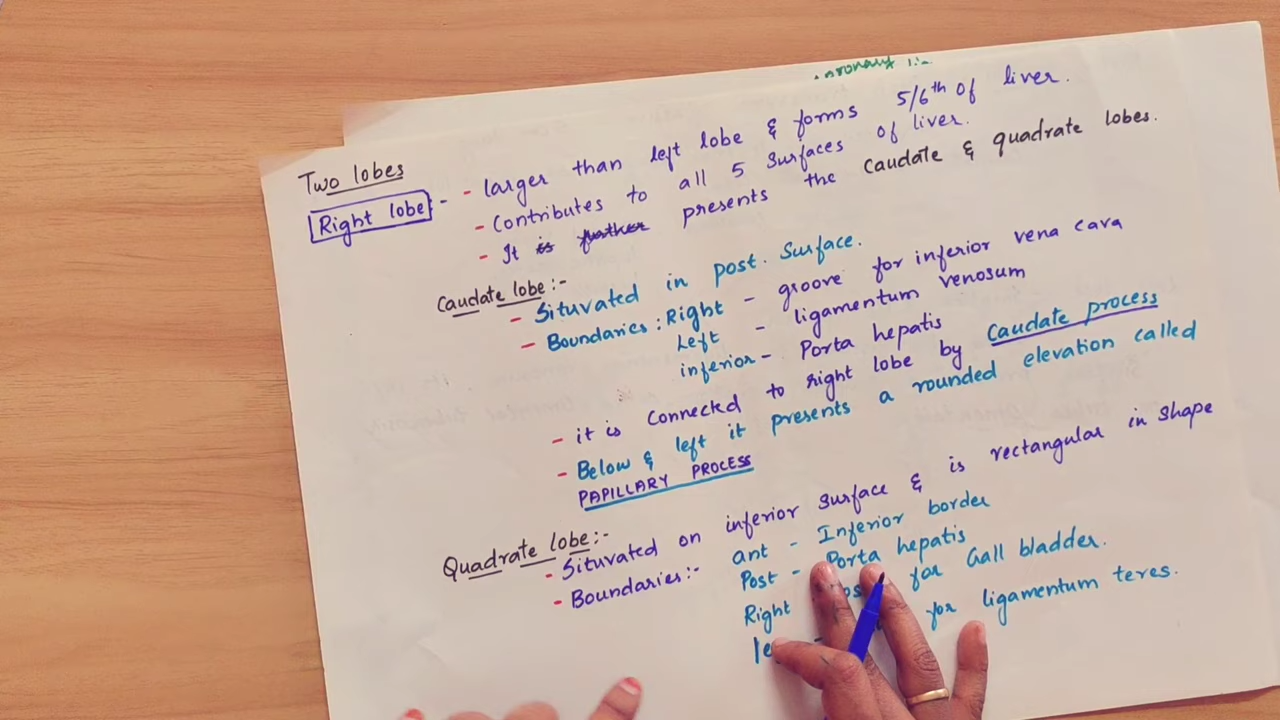 Two lobes
Right lobe - - larger than left lobe & forms 5/6th of liver.
- Contributes to all 5 surfaces of liver.
- It is further presents the caudate & quadrate lobes.
Caudate lobe:-
- Situvated in post. Surface.
- Boundaries : Right - groove for inferior vena cava
Left - ligamentum venosum
inferior - Porta hepatis
- it is connected to right lobe by Caudate process
- Below & left it presents a rounded elevation called
PAPILLARY PROCESS
Quadrate lobe:-
- Situvated on inferior surface & is rectangular in shape
- Boundaries:- ant - Inferior border
Post - Porta hepatis
Right for Gall bladder.
for ligamentum teres.